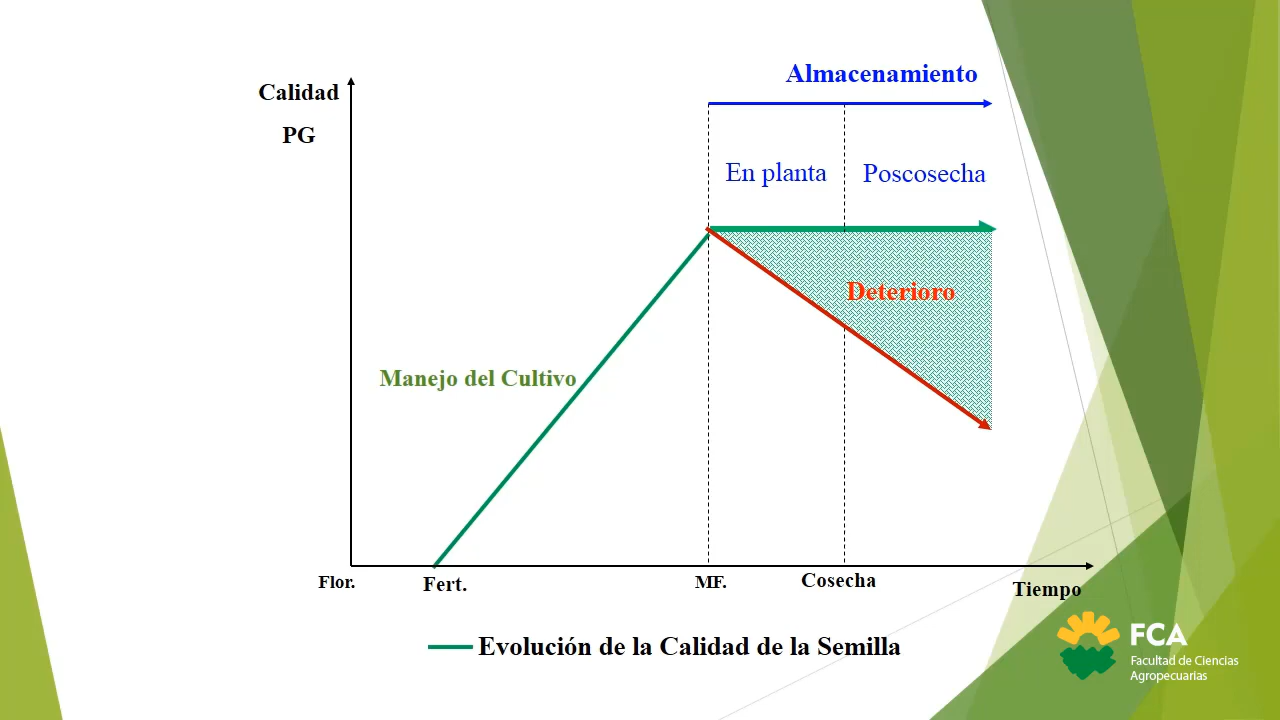 Almacenamiento
Calidad
PG
En planta
Poscosecha
Deterioro
Manejo del Cultivo
Flor.
Fert.
MF.
Cosecha
Tiempo
Evolución de la Calidad de la Semilla
FCA
Facultad de Ciencias
Agropecuarias